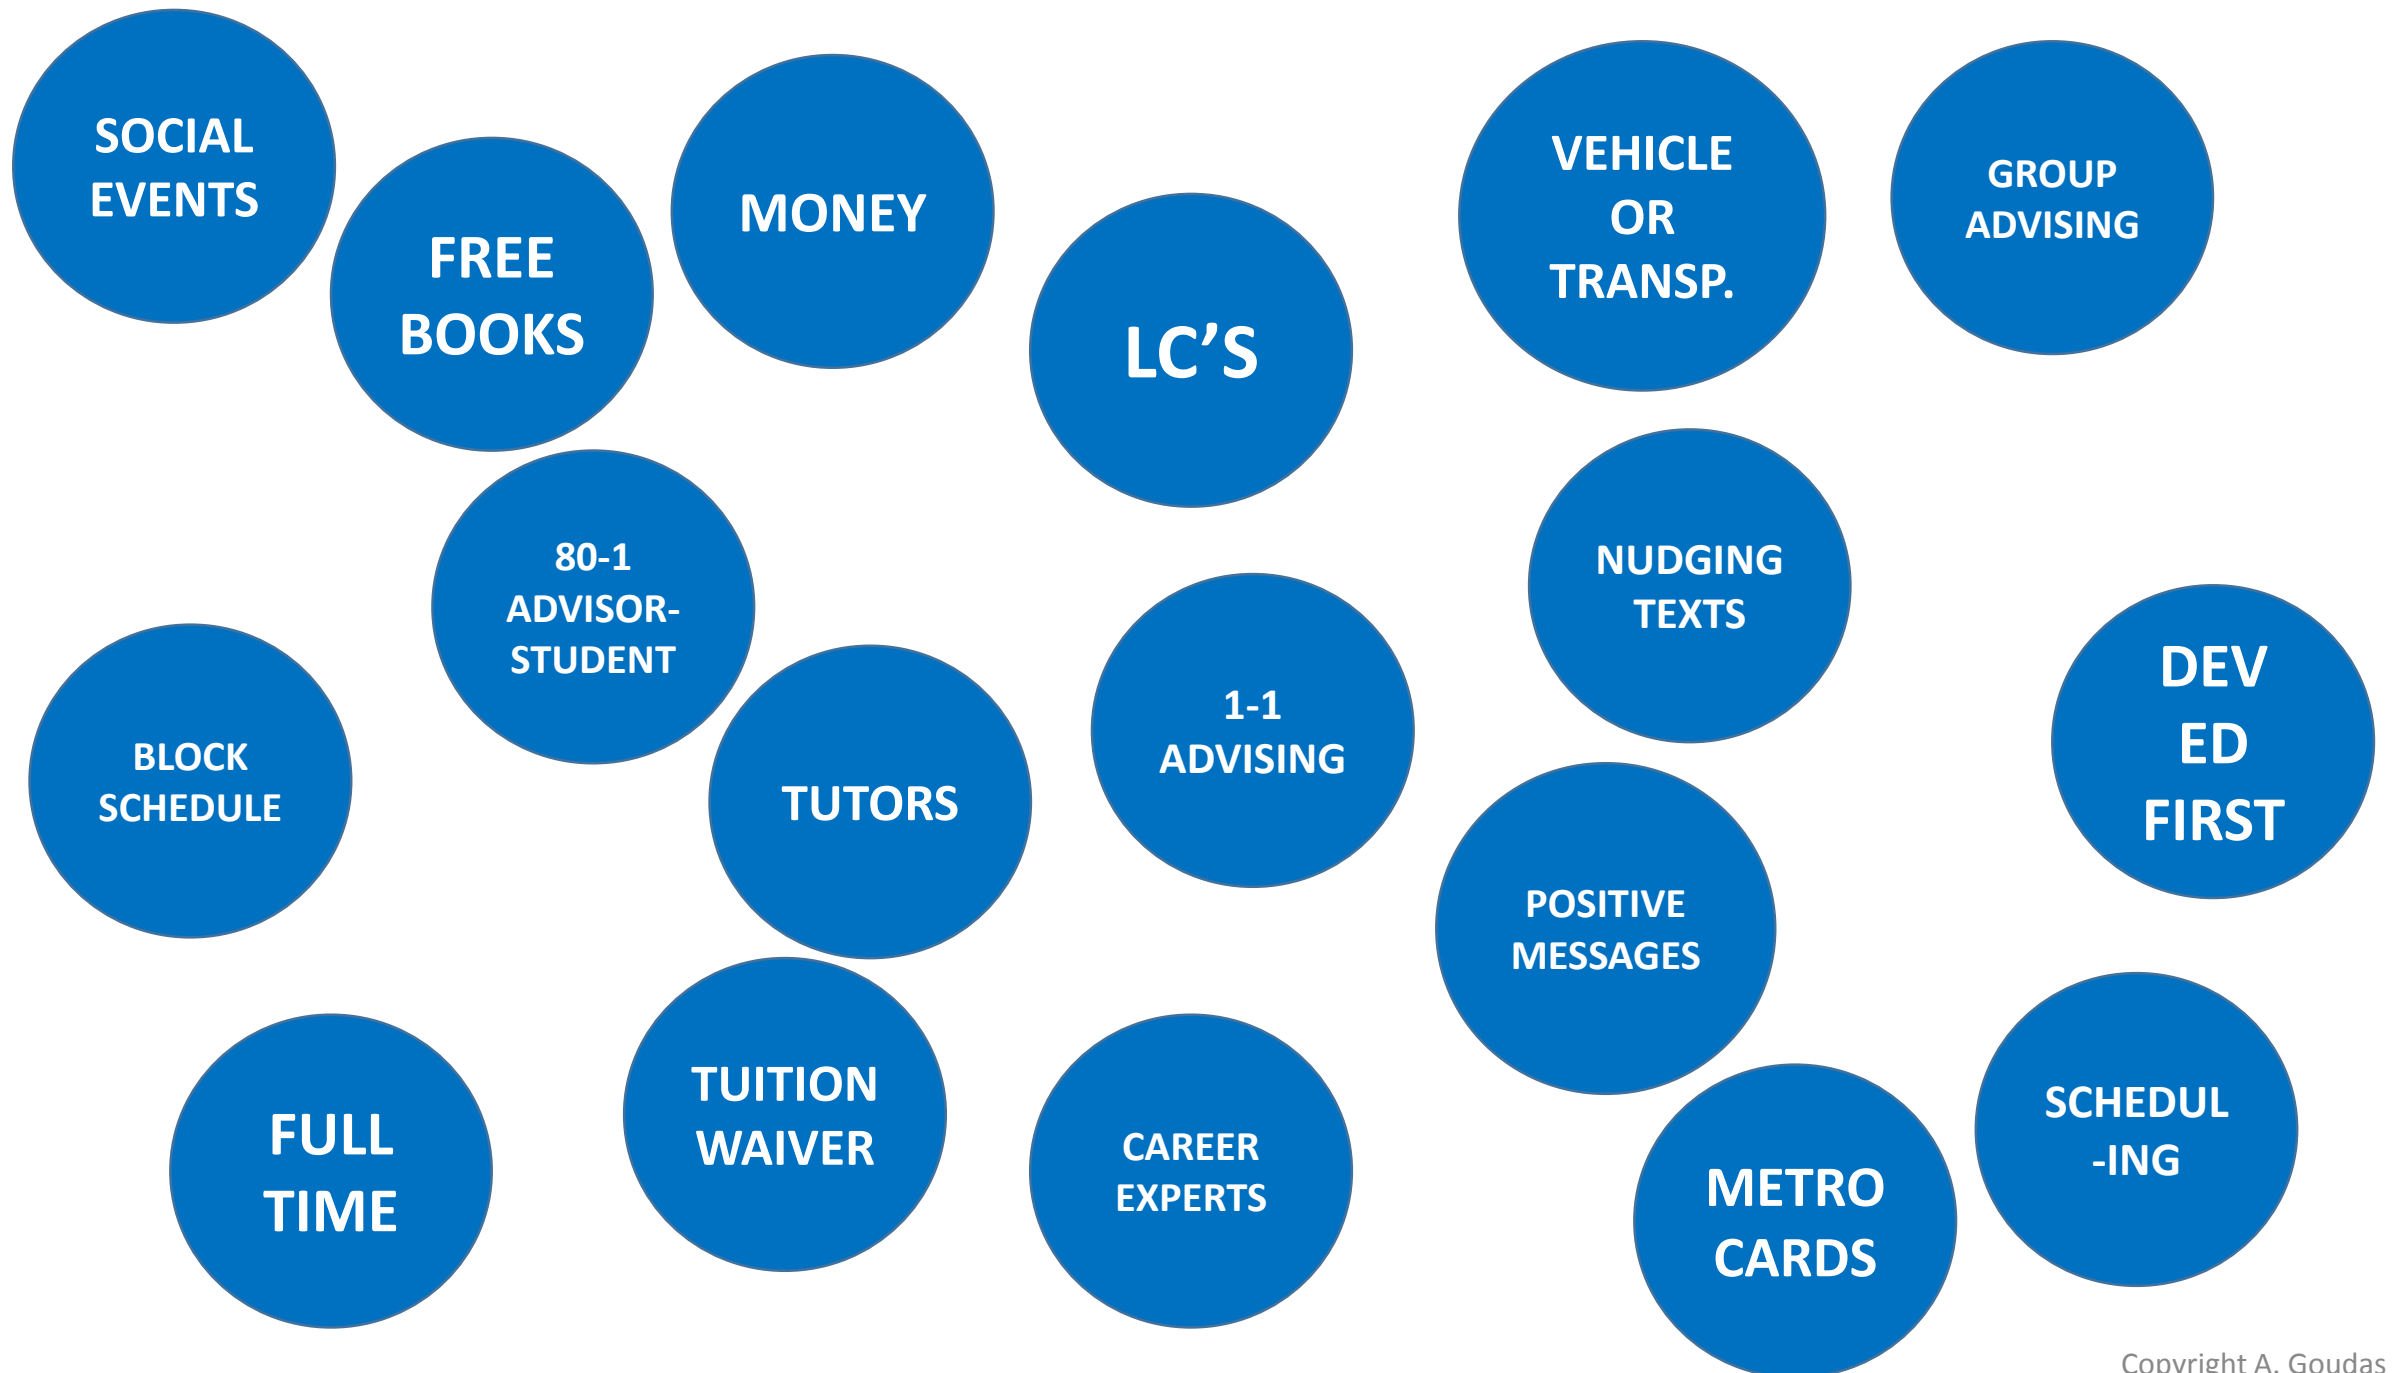 SOCIAL
EVENTS
FREE
BOOKS
MONEY
LC’S
VEHICLE
OR
TRANSP.
GROUP
ADVISING
80-1
ADVISOR-
STUDENT
NUDGING
TEXTS
BLOCK
SCHEDULE
TUTORS
1-1
ADVISING
DEV
ED
FIRST
POSITIVE
MESSAGES
FULL
TIME
TUITION
WAIVER
CAREER
EXPERTS
METRO
CARDS
SCHEDUL
-ING
Copyright A. Goudas